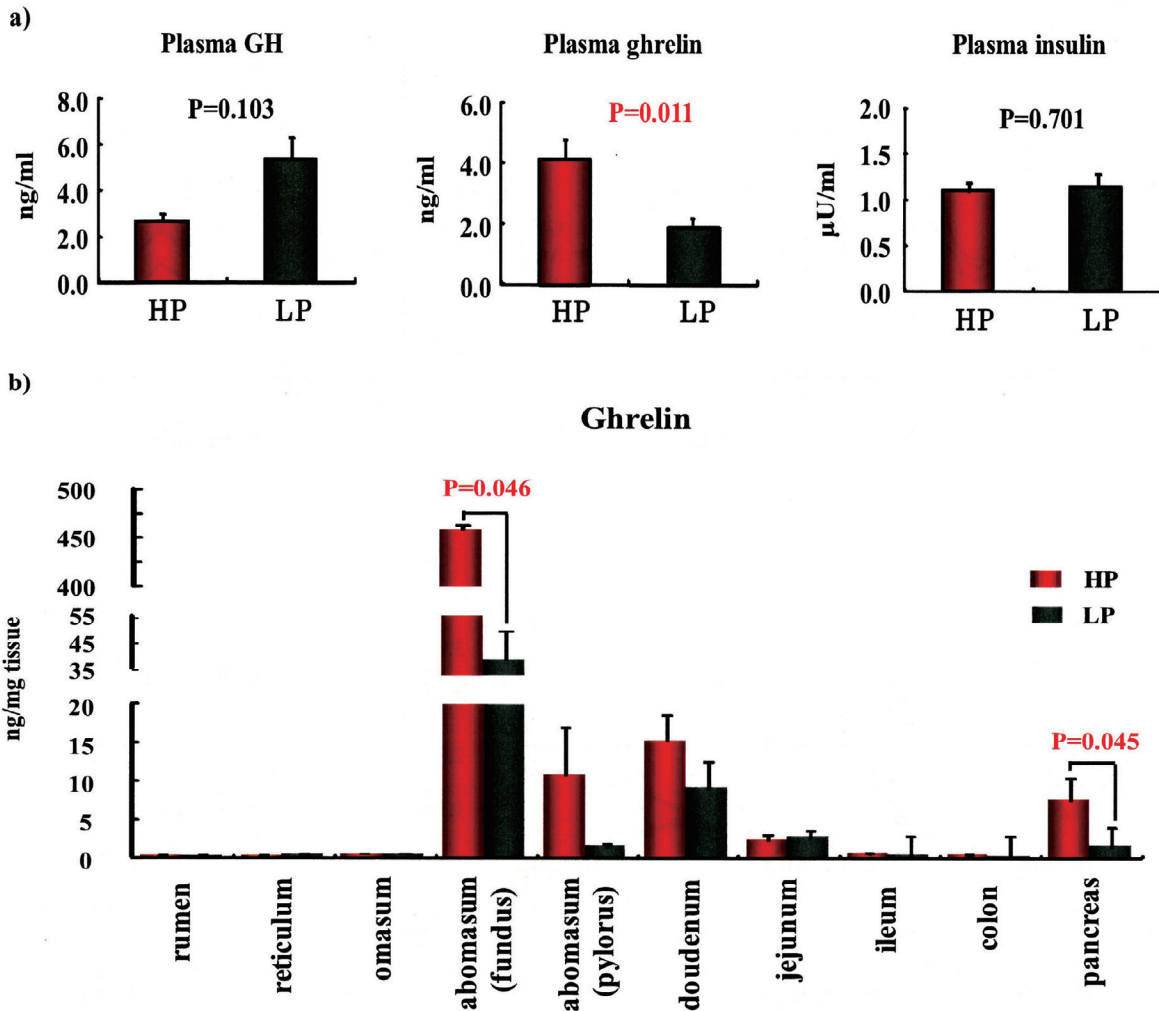 a)
Plasma GH
Plasma ghrelin
Plasma insulin
P=0.103
P=0.011
P=0.701
8.0
6.0
4.0
2.0
0.0
ng/ml
HP
LP
6.0
4.0
2.0
0.0
ng/ml
HP
LP
2.0
1.5
1.0
0.5
0.0
µU/ml
HP
LP
b)
Ghrelin
P=0.046
P=0.045
HP
LP
500
450
400
55
45
35
20
15
10
5
0
ng/mg tissue
rumen
reticulum
omasum
abomasum
(fundus)
abomasum
(pylorus)
doudenum
jejunum
ileum
colon
pancreas